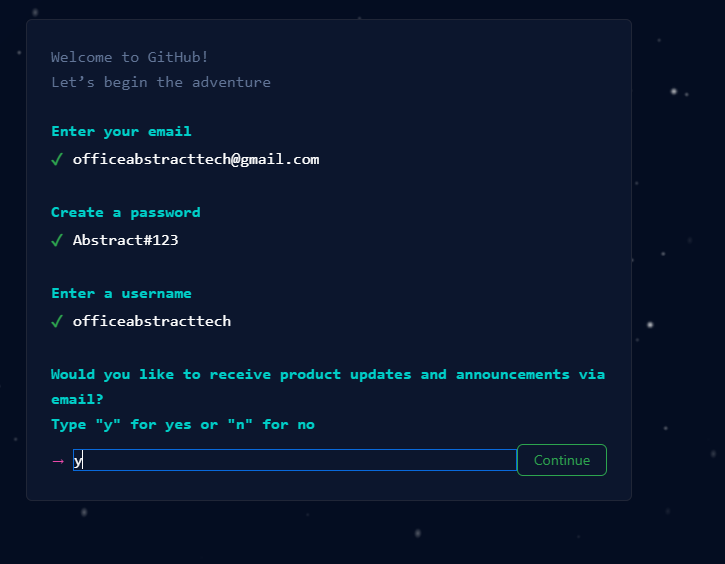 Welcome to GitHub!
Let’s begin the adventure
Enter your email
✓ officeabstracttech@gmail.com
Create a password
✓ Abstract#123
Enter a username
✓ officeabstracttech
Would you like to receive product updates and announcements via
email?
Type "y" for yes or "n" for no
→ y Continue